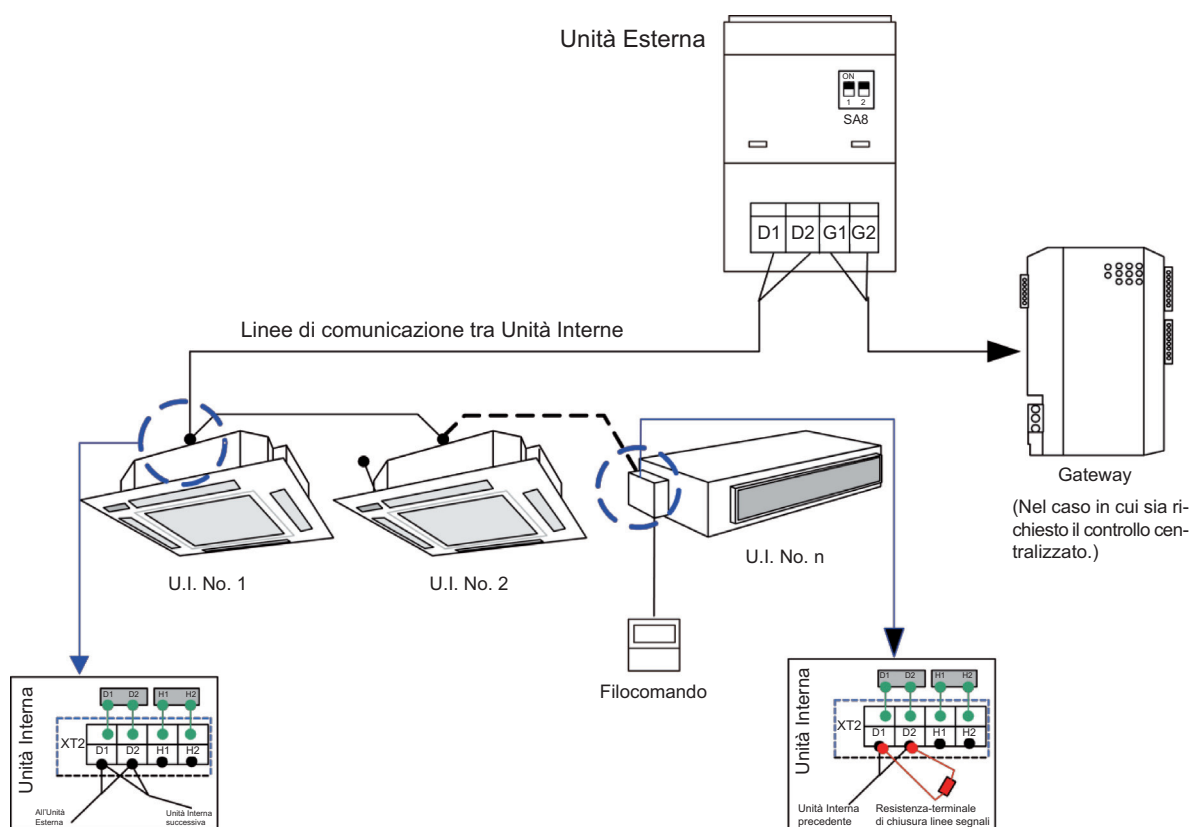 Unità Esterna
ON
1 2
SA8
D1 D2 G1 G2
Linee di comunicazione tra Unità Interne
Gateway
(Nel caso in cui sia ri-
chiesto il controllo cen-
tralizzato.)
U.I. No. 1
U.I. No. 2
U.I. No. n
Filocomando
Unità Interna
D1 D2 H1 H2
XT2
D1 D2 H1 H2
All'Unità
Esterna
Unità Interna
successiva
Unità Interna
D1 D2 H1 H2
XT2
D1 D2 H1 H2
Unità Interna
precedente
Resistenza-terminale
di chiusura linee segnali